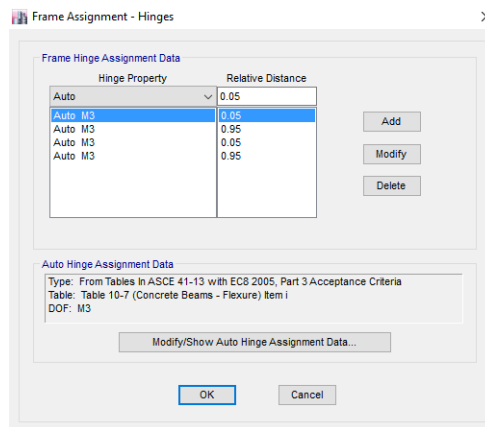 Frame Assignment - Hinges
Frame Hinge Assignment Data
Hinge Property Relative Distance
Auto 0.05
Auto M3 0.05
Auto M3 0.95
Auto M3 0.05
Auto M3 0.95
Add
Modify
Delete
Auto Hinge Assignment Data
Type: From Tables In ASCE 41-13 with EC8 2005, Part 3 Acceptance Criteria
Table: Table 10-7 (Concrete Beams - Flexure) Item i
DOF: M3
Modify/Show Auto Hinge Assignment Data...
OK Cancel